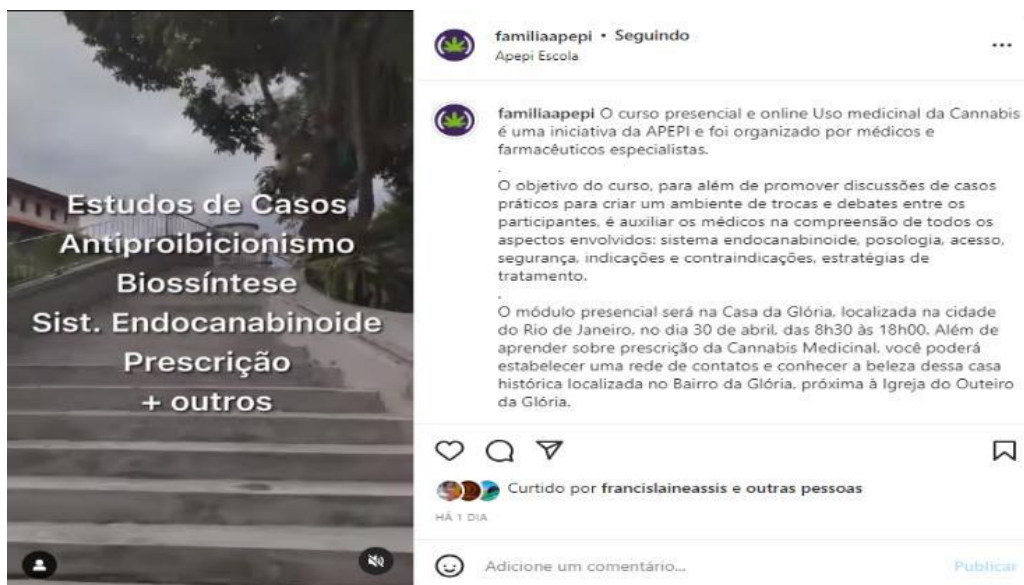 Estudos de Casos
Antiproibicionismo
Biossíntese
Sist. Endocanabinoide
Prescrição
+ outros
familiaapepi • Seguindo
Apepi Escola
familiaapepi O curso presencial e online Uso medicinal da Cannabis
é uma iniciativa da APEPI e foi organizado por médicos e
farmacêuticos especialistas.
.
O objetivo do curso, para além de promover discussões de casos
práticos para criar um ambiente de trocas e debates entre os
participantes, é auxiliar os médicos na compreensão de todos os
aspectos envolvidos: sistema endocanabinoide, posologia, acesso,
segurança, indicações e contraindicações, estratégias de
tratamento.
.
O módulo presencial será na Casa da Glória, localizada na cidade
do Rio de Janeiro, no dia 30 de abril, das 8h30 às 18h00. Além de
aprender sobre prescrição da Cannabis Medicinal, você poderá
estabelecer uma rede de contatos e conhecer a beleza dessa casa
histórica localizada no Bairro da Glória, próxima à Igreja do Outeiro
da Glória.
Curtido por francislaineassis e outras pessoas
HÁ 1 DIA
Adicione um comentário...
Publicar